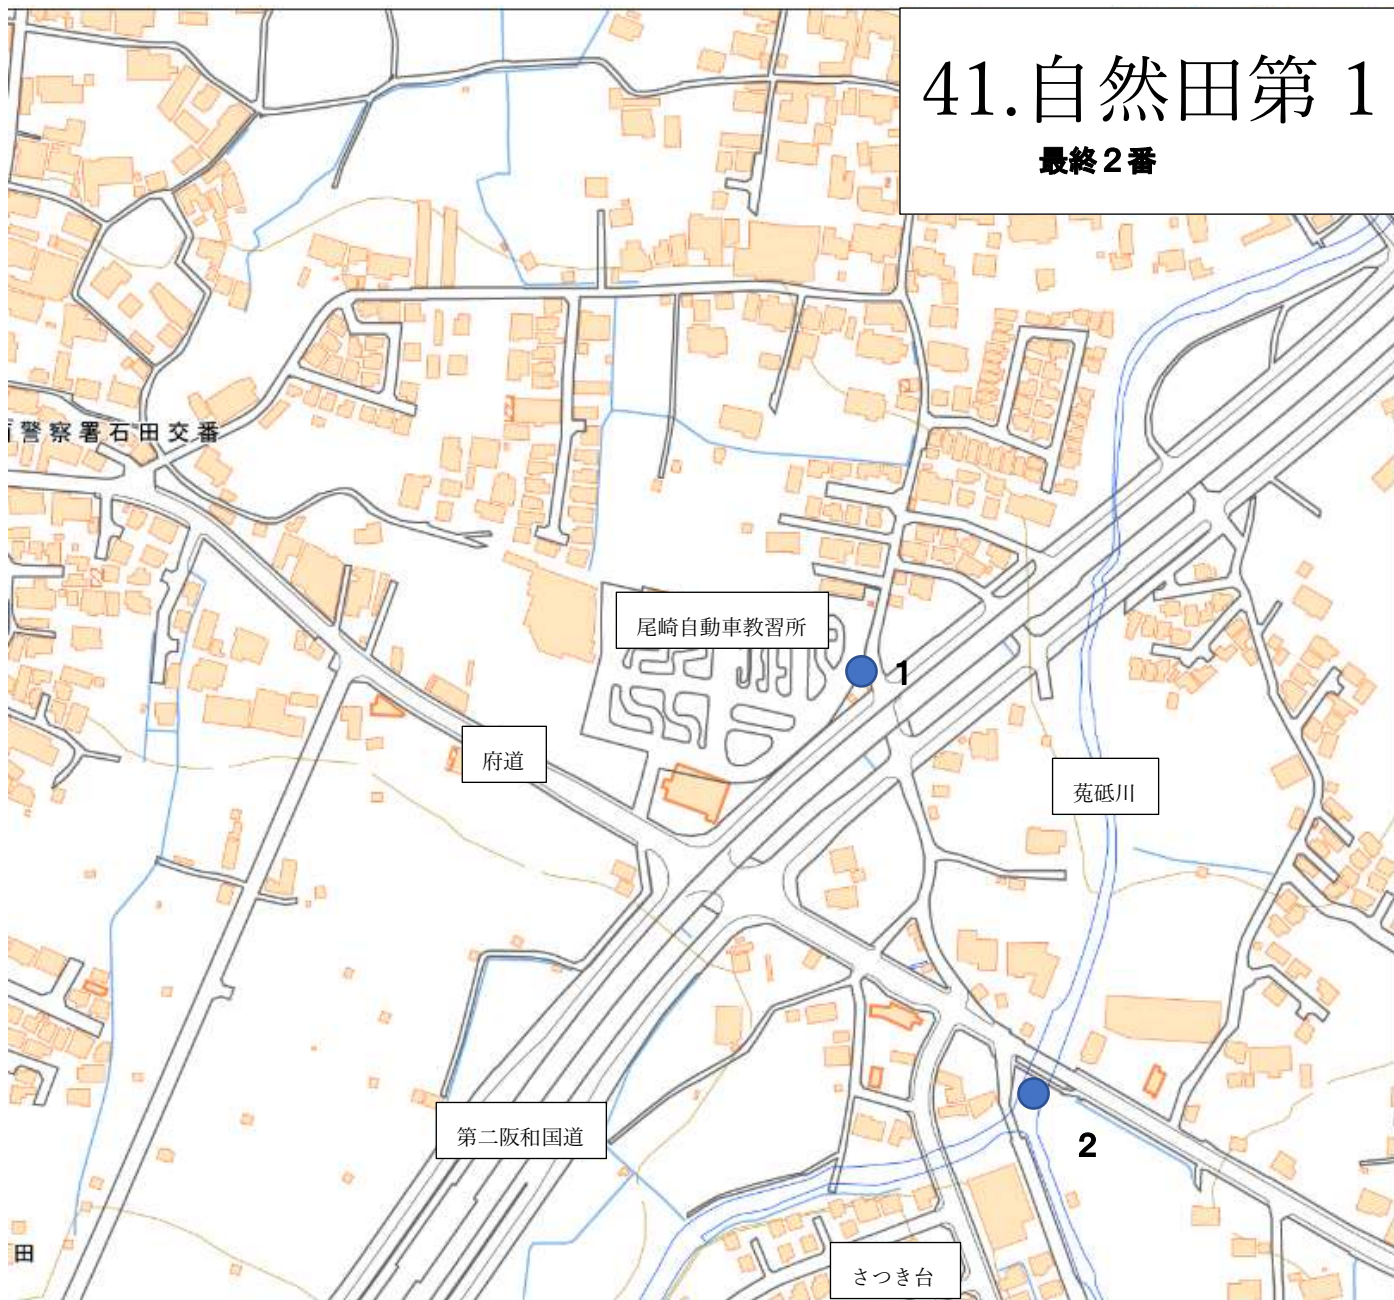 41.自然田第 1
最終２番
警察署石田交番
尾崎自動車教習所
1
府道
菟砥川
第二阪和国道
2
田
さつき台